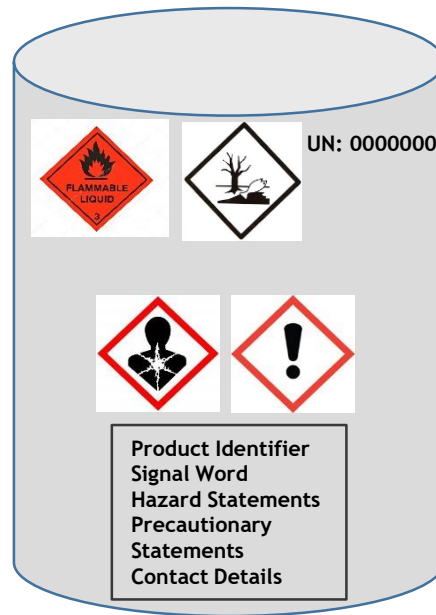 FLAMMABLE
LIQUID
3
UN: 0000000
Product Identifier
Signal Word
Hazard Statements
Precautionary
Statements
Contact Details